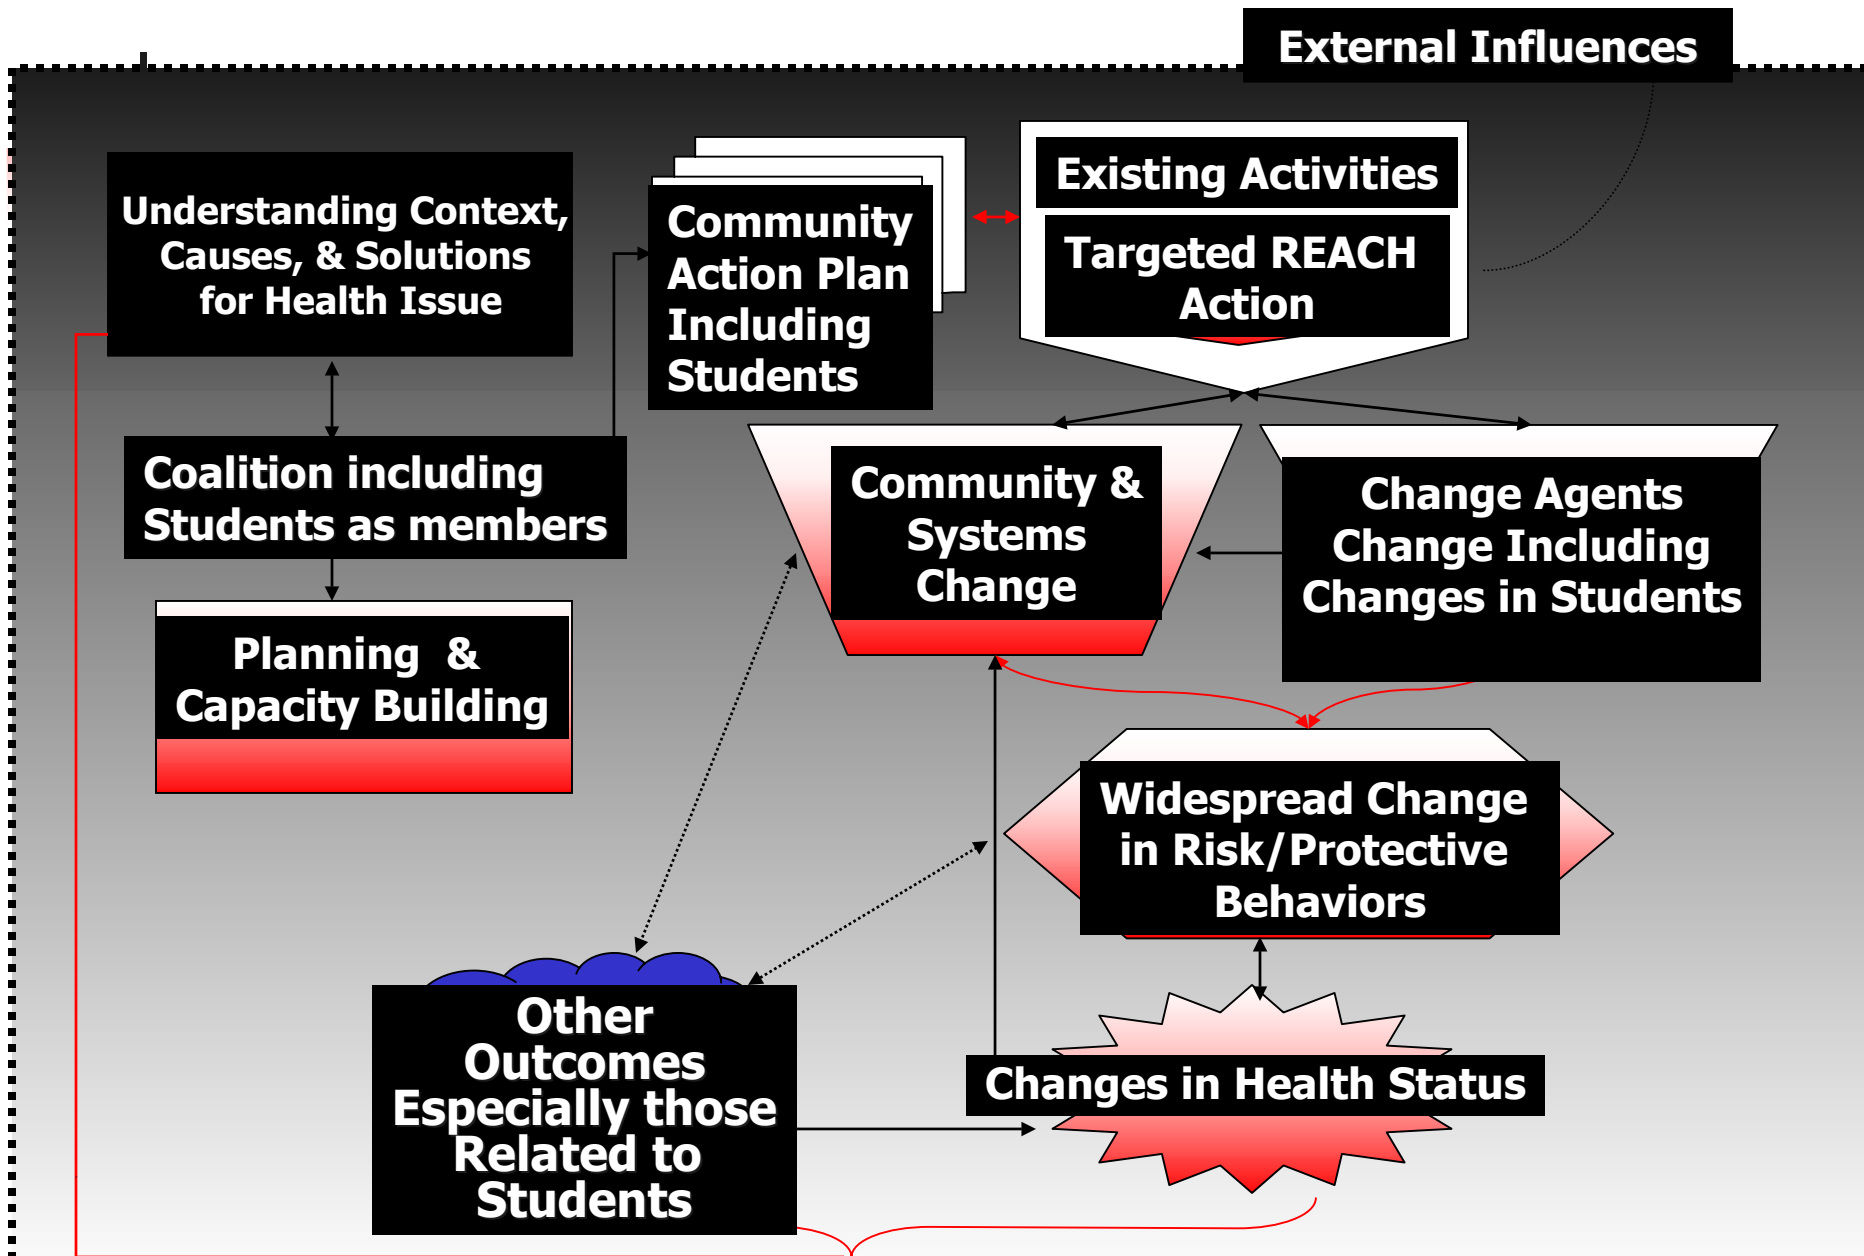 External Influences
Understanding Context,
Causes, & Solutions
for Health Issue
Community
Action Plan
Including
Students
Existing Activities
Targeted REACH
Action
Coalition including
Students as members
Community &
Systems
Change
Change Agents
Change Including
Changes in Students
Planning &
Capacity Building
Widespread Change
in Risk/Protective
Behaviors
Other
Outcomes
Especially those
Related to
Students
Changes in Health Status